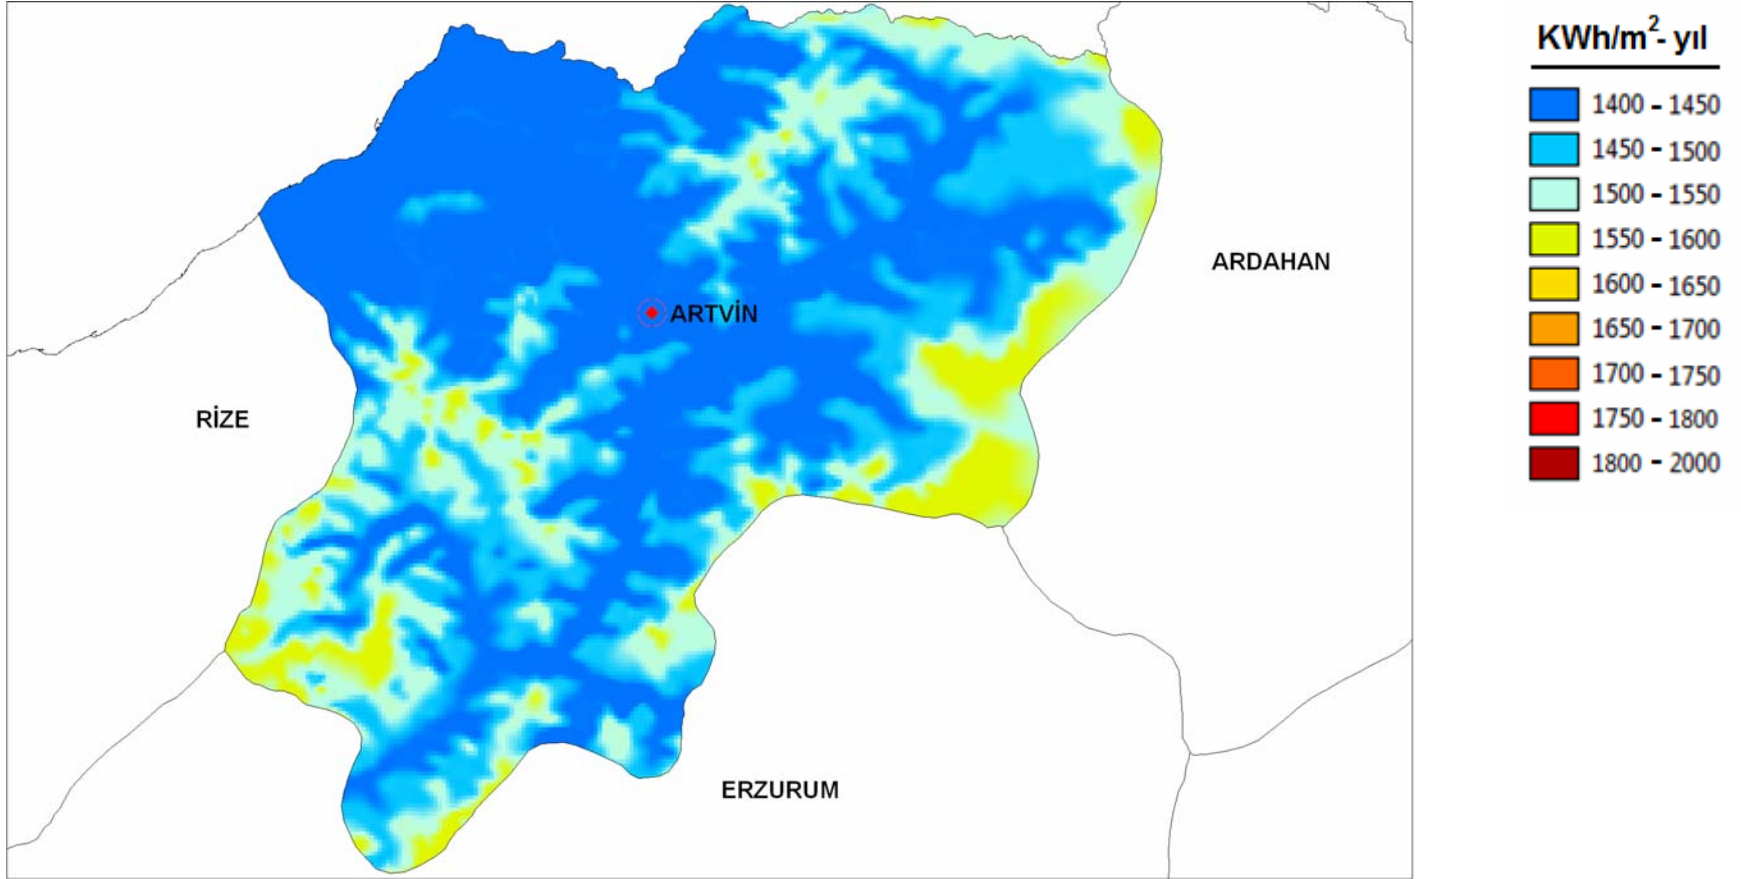 KWh/m²- yıl
1400 - 1450
1450 - 1500
1500 - 1550
1550 - 1600
1600 - 1650
1650 - 1700
1700 - 1750
1750 - 1800
1800 - 2000
ARDAHAN
ARTVİN
RİZE
ERZURUM